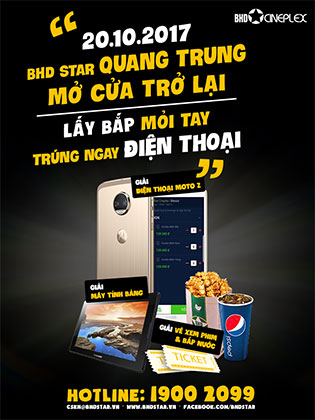 BHD CINEPLEX
20.10.2017
BHD STAR QUANG TRUNG
MỞ CỬA TRỞ LẠI
LẤY BẮP MỎI TAY
TRÚNG NGAY ĐIỆN THOẠI
GIẢI
ĐIỆN THOẠI MOTO Z
GIẢI
MÁY TÍNH BẢNG
GIẢI VÉ XEM PHIM
& BẮP NƯỚC
TICKET
pepsi
HOTLINE: 1900 2099
CSKH@BHDSTAR.VN * WWW.BHDSTAR.VN * FACEBOOK.COM/BHDSTAR